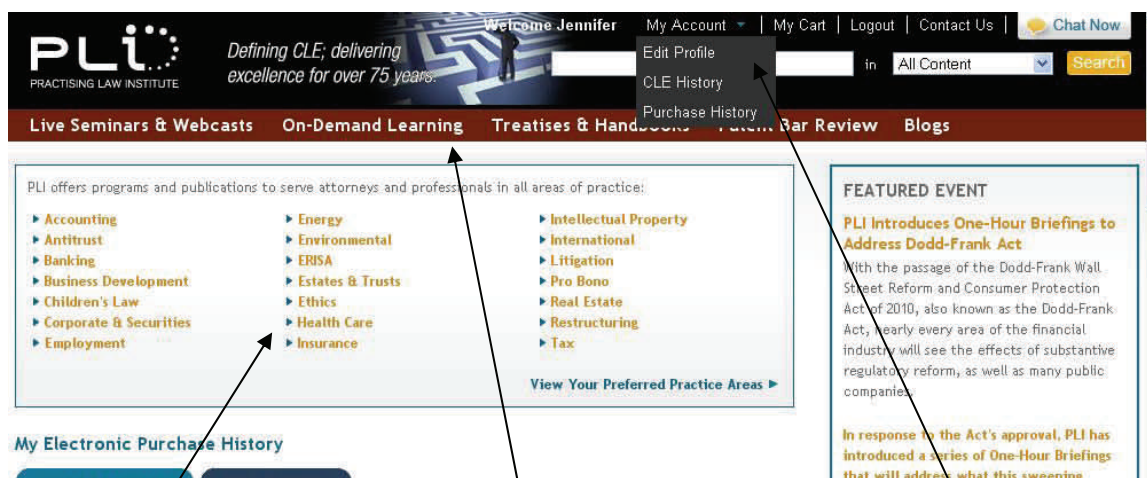 Welcome Jennifer My Account | My Cart | Logout | Contact Us | Chat Now
PLI
PRACTISING LAW INSTITUTE
Defining CLE; delivering
excellence for over 75 years.
Edit Profile
CLE History
Purchase History
in All Content Search
Live Seminars & Webcasts On-Demand Learning Treatises & Handbooks Patent Bar Review Blogs
PLI offers programs and publications to serve attorneys and professionals in all areas of practice:
Accounting
Antitrust
Banking
Business Development
Children's Law
Corporate & Securities
Employment
Energy
Environmental
ERISA
Estates & Trusts
Ethics
Health Care
Insurance
Intellectual Property
International
Litigation
Pro Bono
Real Estate
Restructuring
Tax
View Your Preferred Practice Areas
My Electronic Purchase History
FEATURED EVENT
PLI Introduces One-Hour Briefings to
Address Dodd-Frank Act
With the passage of the Dodd-Frank Wall
Street Reform and Consumer Protection
Act of 2010, also known as the Dodd-Frank
Act, nearly every area of the financial
industry will see the effects of substantive
regulatory reform, as well as many public
companies.
In response to the Act's approval, PLI has
introduced a series of One-Hour Briefings
that will address what this sweeping